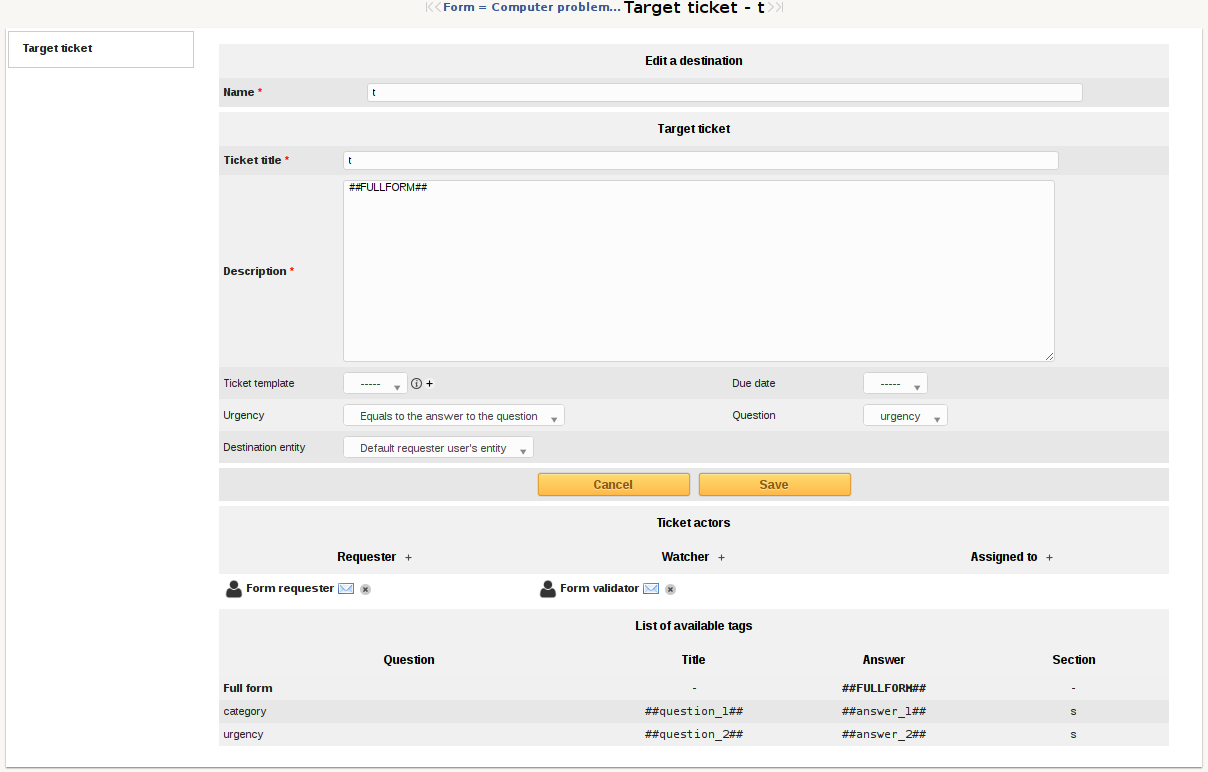 Form = Computer problem... Target ticket - t
Target ticket
Edit a destination
Name * t
Target ticket
Ticket title * t
Description * ##FULLFORM##
Ticket template ----- + Due date -----
Urgency Equals to the answer to the question Question urgency
Destination entity Default requester user's entity
Cancel Save
Ticket actors
Requester + Watcher + Assigned to +
Form requester Form validator
List of available tags
Question Title Answer Section
Full form - ##FULLFORM## -
category ##question_1## ##answer_1## s
urgency ##question_2## ##answer_2## s